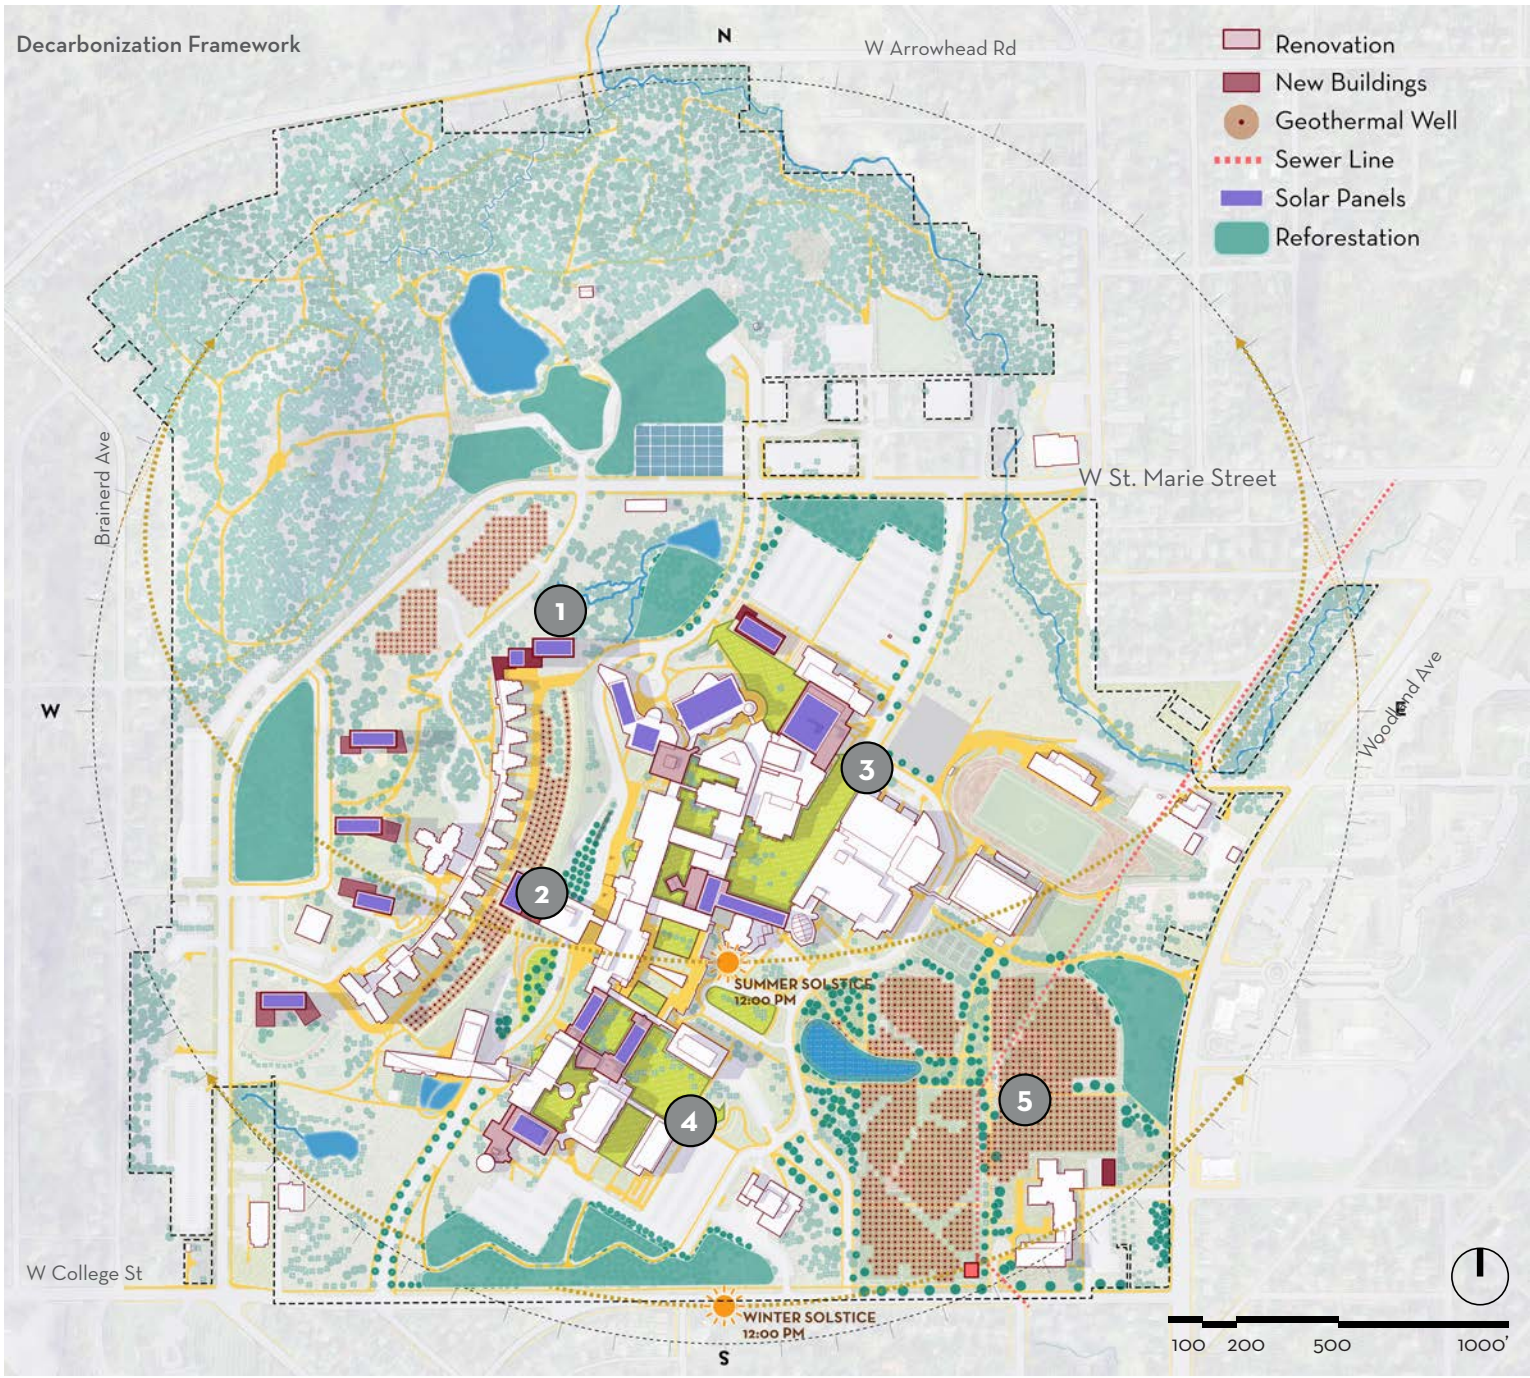 Decarbonization Framework
N
W Arrowhead Rd
Renovation
New Buildings
Geothermal Well
Sewer Line
Solar Panels
Reforestation
Brainerd Ave
W St. Marie Street
1
W
Woodland Ave
E
3
2
SUMMER SOLSTICE
12:00 PM
5
4
W College St
WINTER SOLSTICE
12:00 PM
S
100 200 500 1000'